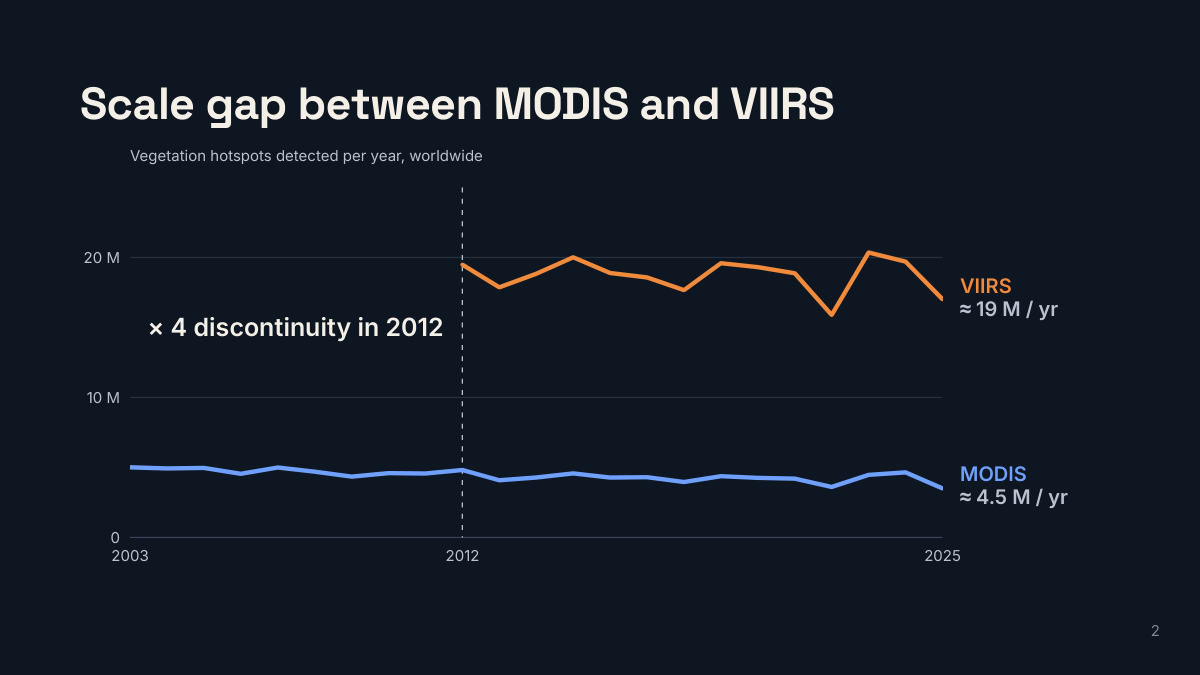 Scale gap between MODIS and VIIRS
Vegetation hotspots detected per year, worldwide
20 M
VIIRS
≈ 19 M / yr
× 4 discontinuity in 2012
10 M
MODIS
≈ 4.5 M / yr
0
2003
2012
2025
2